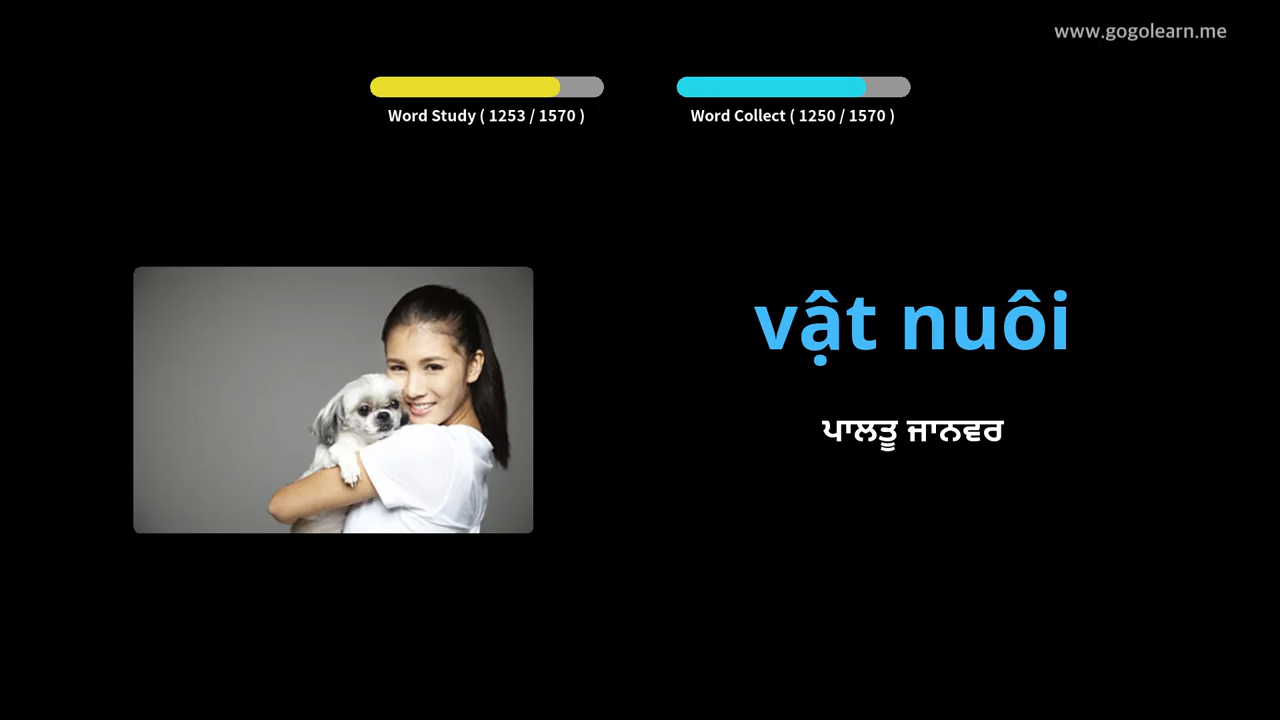 www.gogolearn.me
Word Study ( 1253 / 1570 )
Word Collect ( 1250 / 1570 )
vật nuôi
ਪਾਲਤੂ ਜਾਨਵਰ